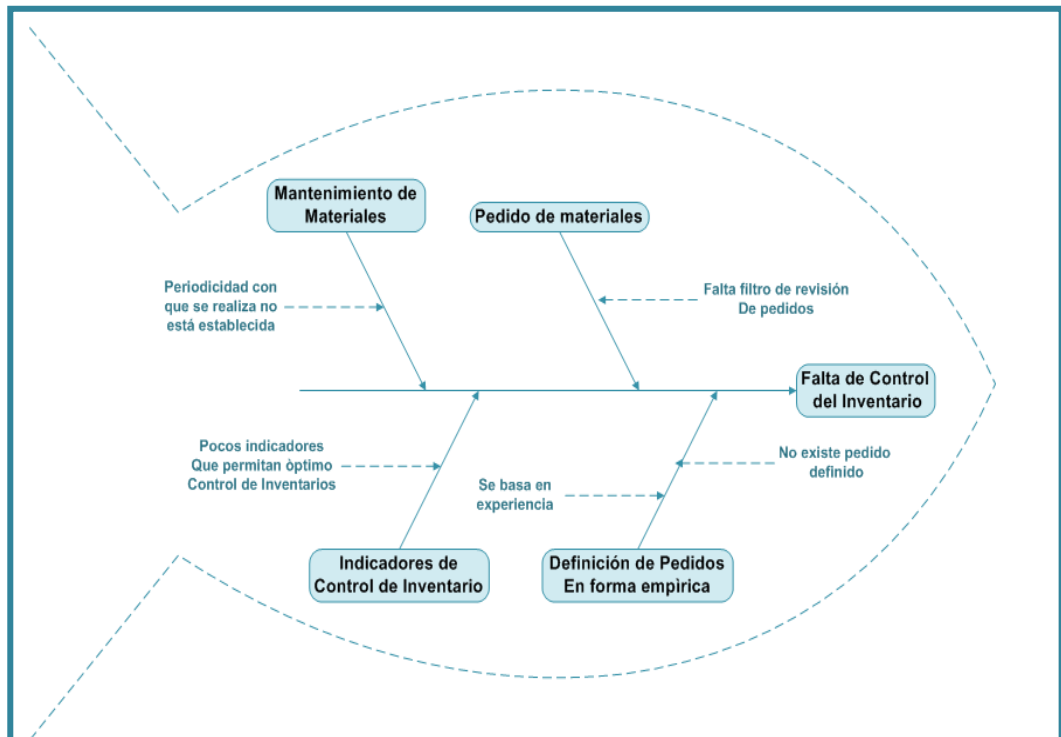 Mantenimiento de
Materiales
Pedido de materiales
Periodicidad con
que se realiza no
está establecida
Falta filtro de revisión
De pedidos
Falta de Control
del Inventario
Pocos indicadores
Que permitan òptimo
Control de Inventarios
No existe pedido
definido
Se basa en
experiencia
Indicadores de
Control de Inventario
Definición de Pedidos
En forma empìrica